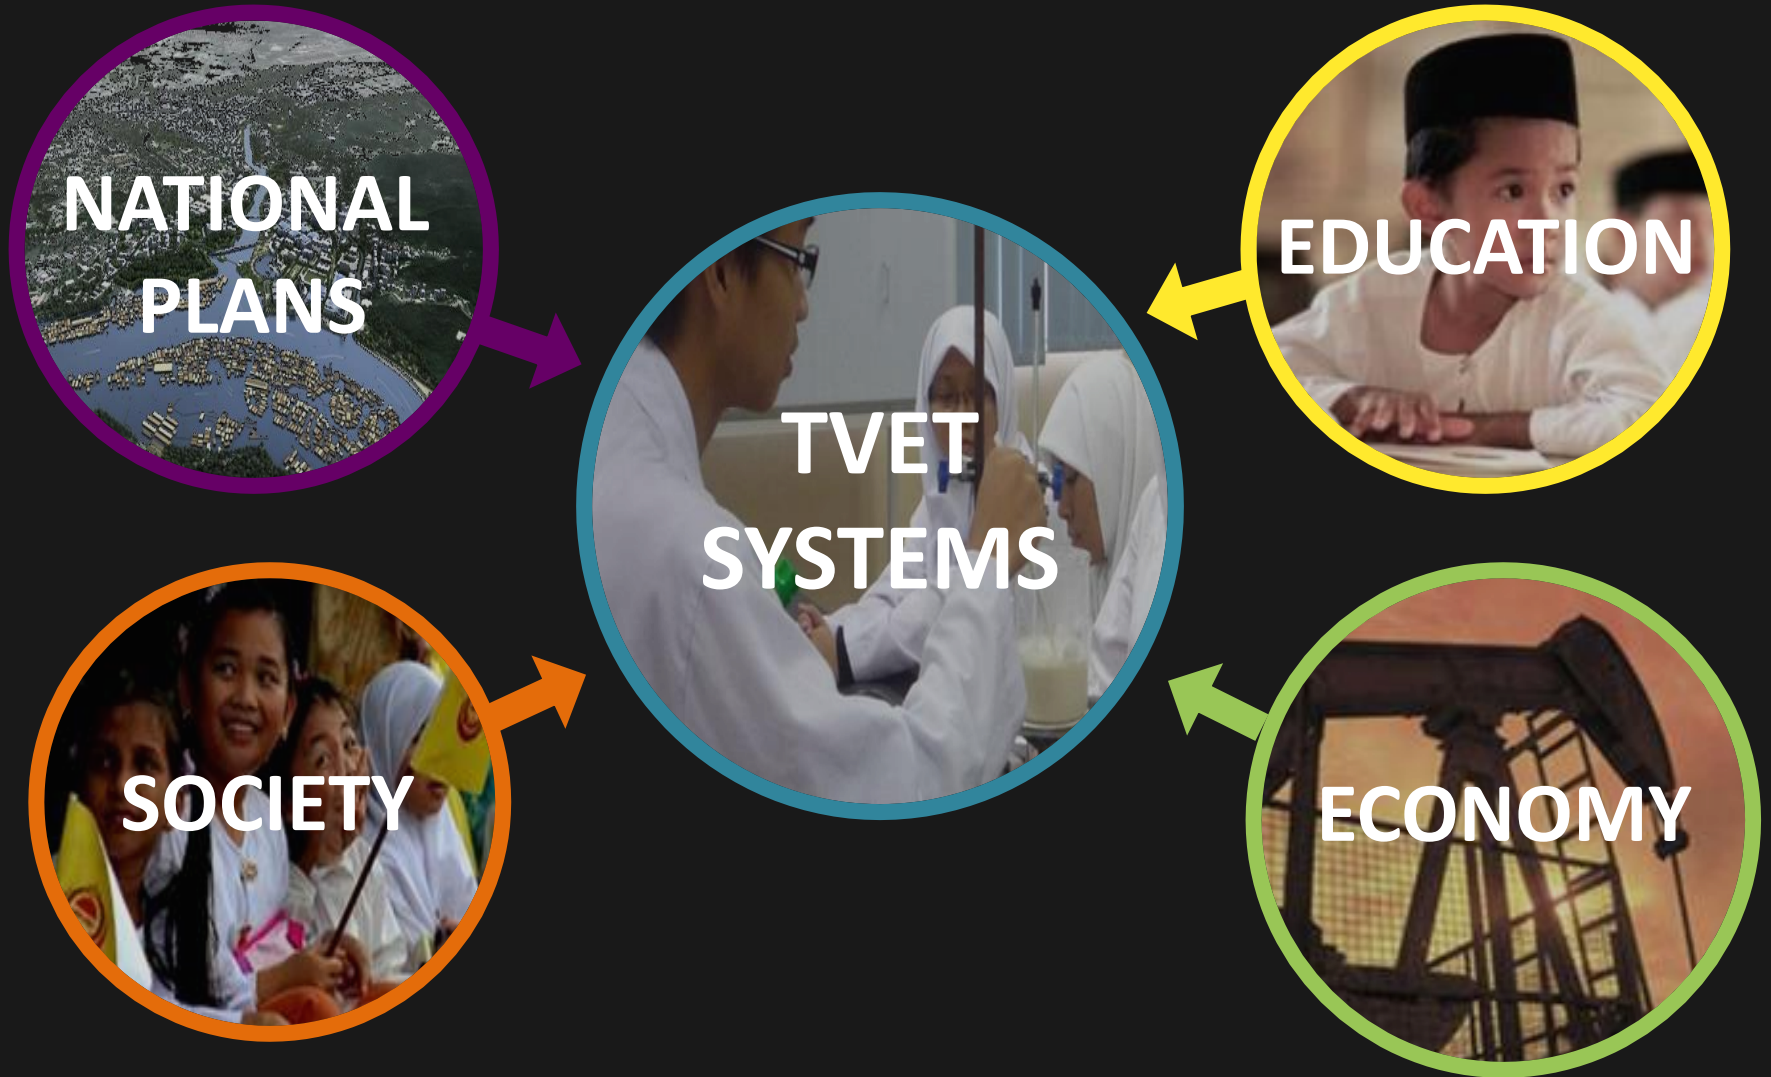 NATIONAL
PLANS
EDUCATION
TVET
SYSTEMS
SOCIETY
ECONOMY